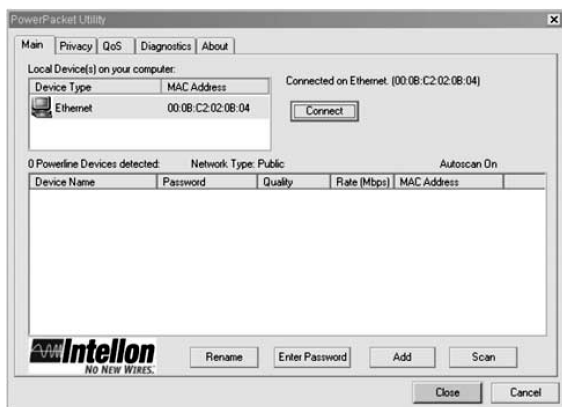 PowerPacket Utility
Main Privacy QoS Diagnostics About
Local Device(s) on your computer:
Device Type MAC Address
Ethernet 00:0B:C2:02:0B:04
Connected on Ethernet. (00:0B:C2:02:0B:04)
Connect
0 Powerline Devices detected: Network Type: Public Autoscan On
Device Name Password Quality Rate (Mbps) MAC Address
Intellon
NO NEW WIRES.
Rename Enter Password Add Scan
Close Cancel